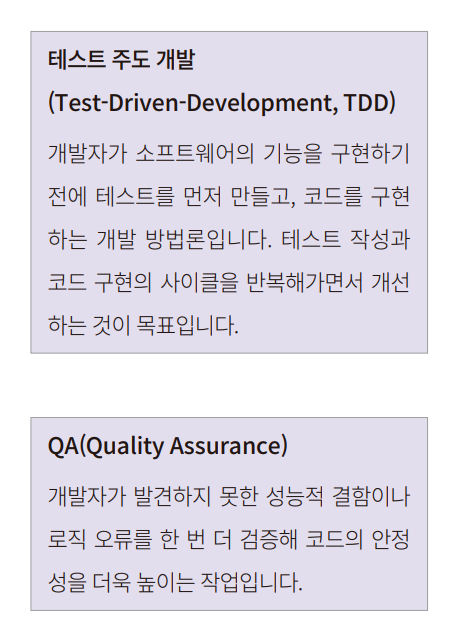 테스트 주도 개발
(Test-Driven-Development, TDD)
개발자가 소프트웨어의 기능을 구현하기
전에 테스트를 먼저 만들고, 코드를 구현
하는 개발 방법론입니다. 테스트 작성과
코드 구현의 사이클을 반복해가면서 개선
하는 것이 목표입니다.
QA(Quality Assurance)
개발자가 발견하지 못한 성능적 결함이나
로직 오류를 한 번 더 검증해 코드의 안정
성을 더욱 높이는 작업입니다.